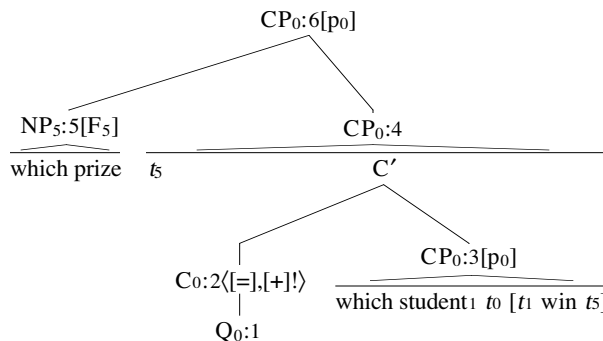 CP₀:6[p₀]
NP₅:5[F₅] CP₀:4
which prize t₅ C′
C₀:2⟨[=],[+]!⟩ CP₀:3[p₀]
which student₁ t₀ [t₁ win t₅]
Q₀:1